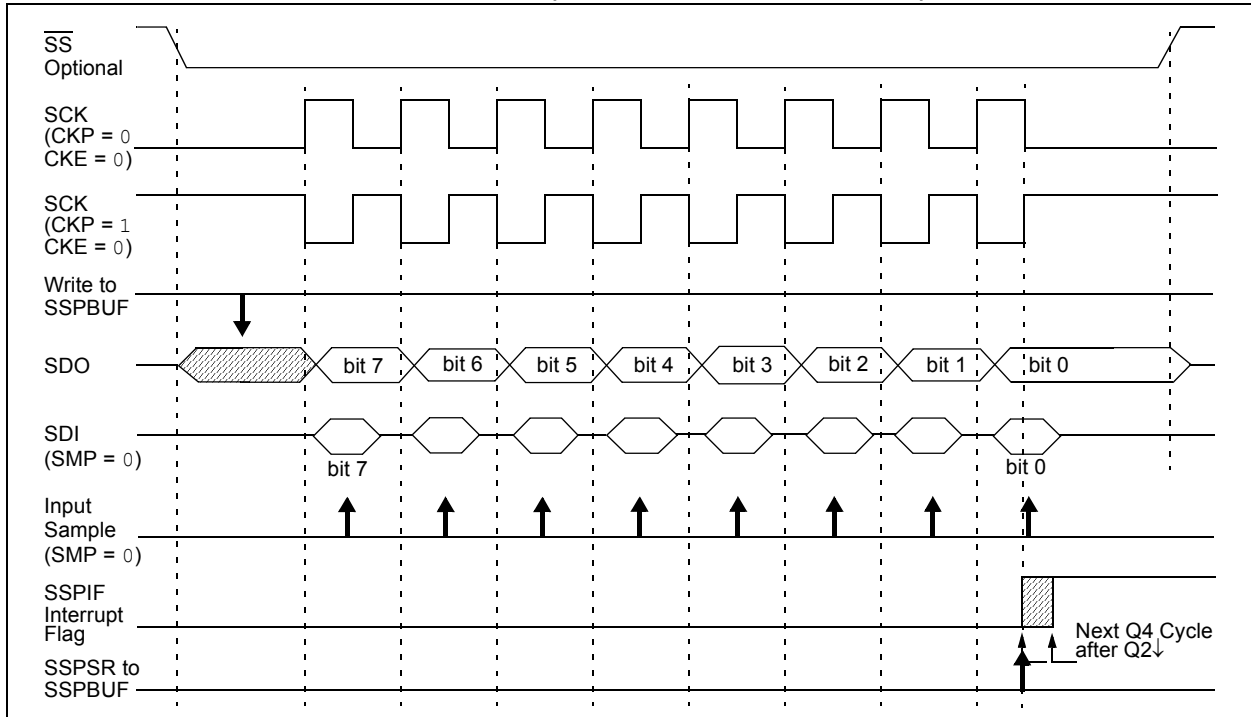 SS
Optional
SCK
(CKP = 0
CKE = 0)
SCK
(CKP = 1
CKE = 0)
Write to
SSPBUF
SDO
bit 7 bit 6 bit 5 bit 4 bit 3 bit 2 bit 1 bit 0
SDI
(SMP = 0)
bit 7 bit 0
Input
Sample
(SMP = 0)
SSPIF
Interrupt
Flag
Next Q4 Cycle
after Q2↓
SSPSR to
SSPBUF